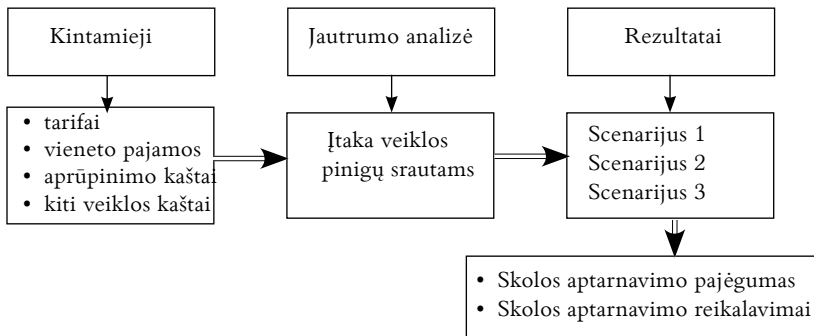 Kintamieji
Jautrumo analizė
Rezultatai
• tarifai
• vieneto pajamos
• aprūpinimo kaštai
• kiti veiklos kaštai
Įtaka veiklos
pinigų srautams
Scenarijus 1
Scenarijus 2
Scenarijus 3
• Skolos aptarnavimo pajėgumas
• Skolos aptarnavimo reikalavimai